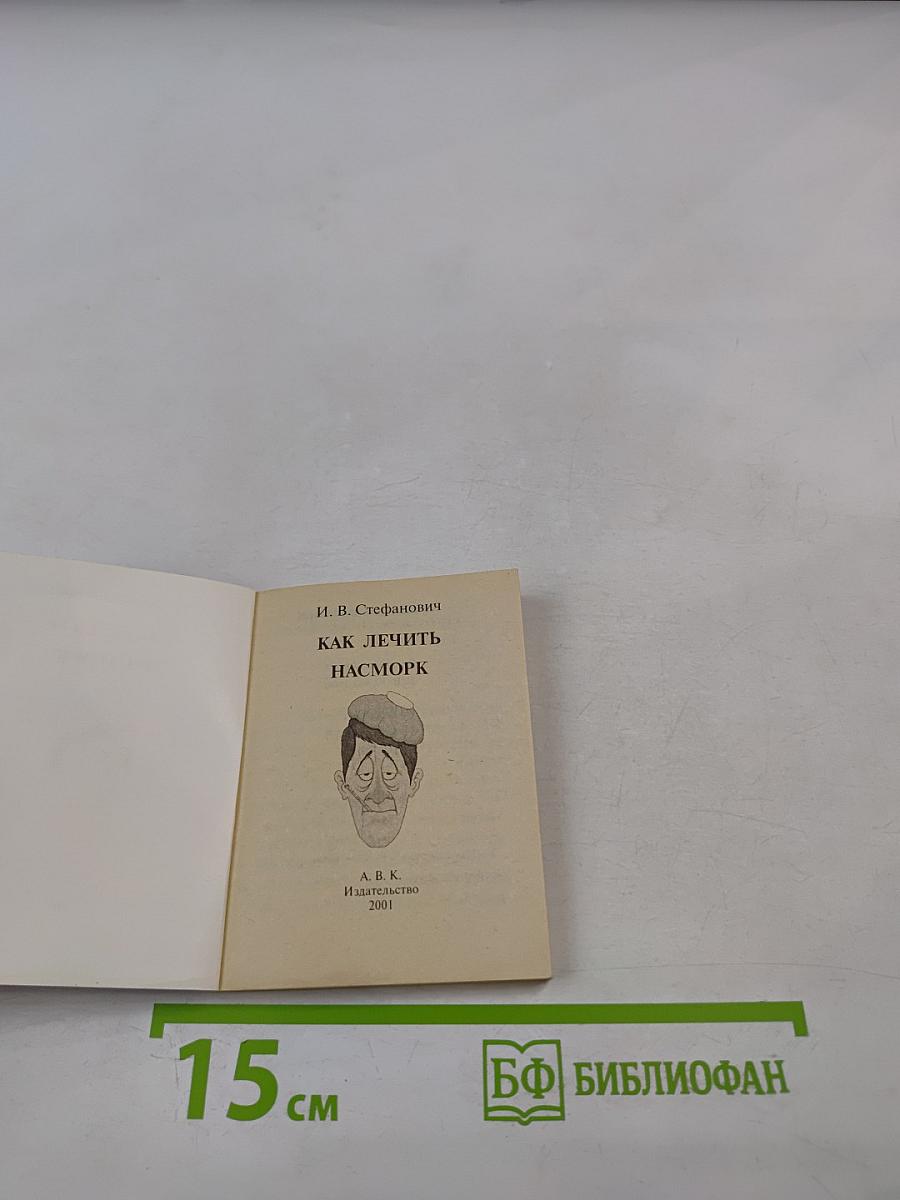 И. В. Стефанович
КАК ЛЕЧИТЬ
НАСМОРК
А. В. К.
Издательство
2001
15 см
БФ БИБЛИОФАН